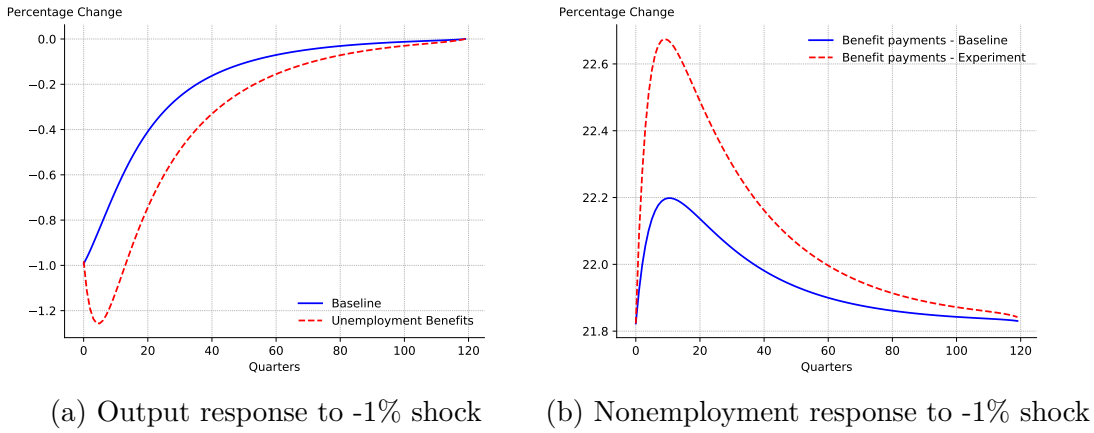 Percentage Change
0.0
−0.2
−0.4
−0.6
−0.8
−1.0
−1.2
0 20 40 60 80 100 120
Quarters
Baseline
Unemployment Benefits
(a) Output response to -1% shock
Percentage Change
22.6
22.4
22.2
22.0
21.8
0 20 40 60 80 100 120
Quarters
Benefit payments - Baseline
Benefit payments - Experiment
(b) Nonemployment response to -1% shock